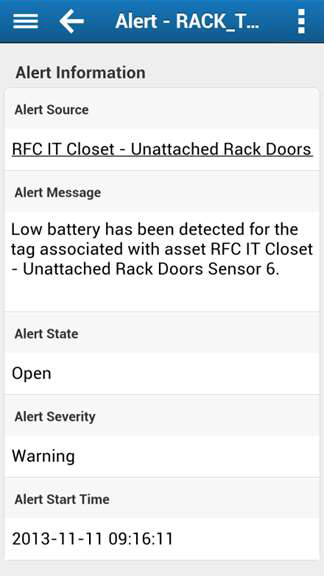 Alert - RACK_T...
Alert Information
Alert Source
RFC IT Closet - Unattached Rack Doors
Alert Message
Low battery has been detected for the
tag associated with asset RFC IT Closet
- Unattached Rack Doors Sensor 6.
Alert State
Open
Alert Severity
Warning
Alert Start Time
2013-11-11 09:16:11